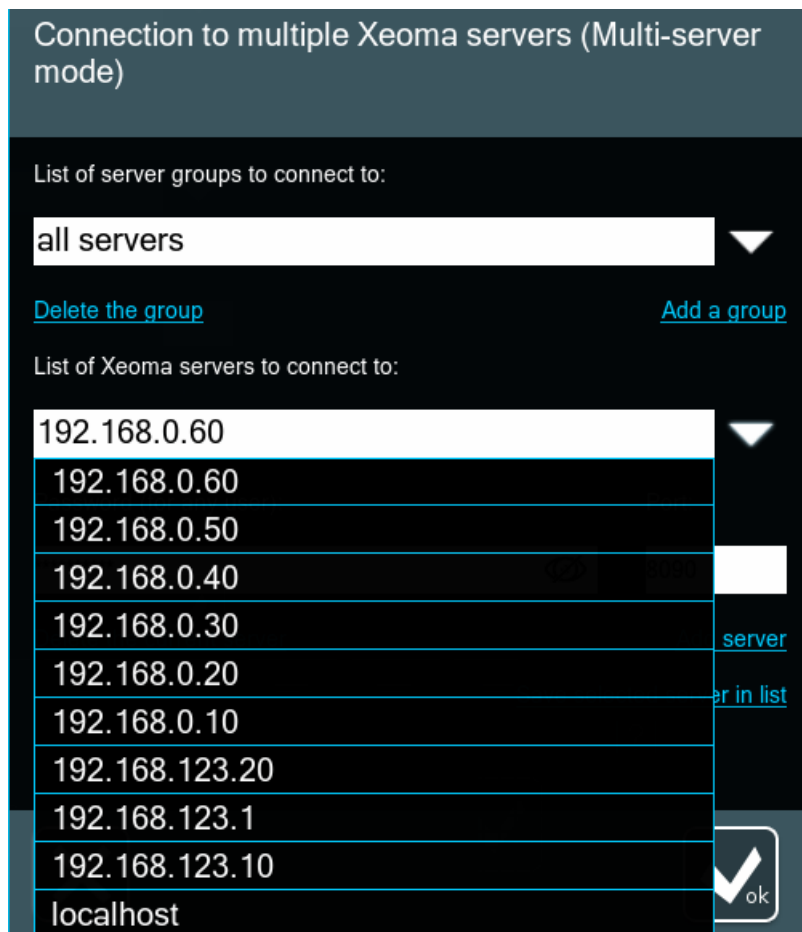 Connection to multiple Xeoma servers (Multi-server
mode)
List of server groups to connect to:
all servers
Delete the group
Add a group
List of Xeoma servers to connect to:
192.168.0.60
192.168.0.60
192.168.0.50
192.168.0.40
8090
192.168.0.30
server
192.168.0.20
in list
192.168.0.10
192.168.123.20
192.168.123.1
192.168.123.10
ok
localhost